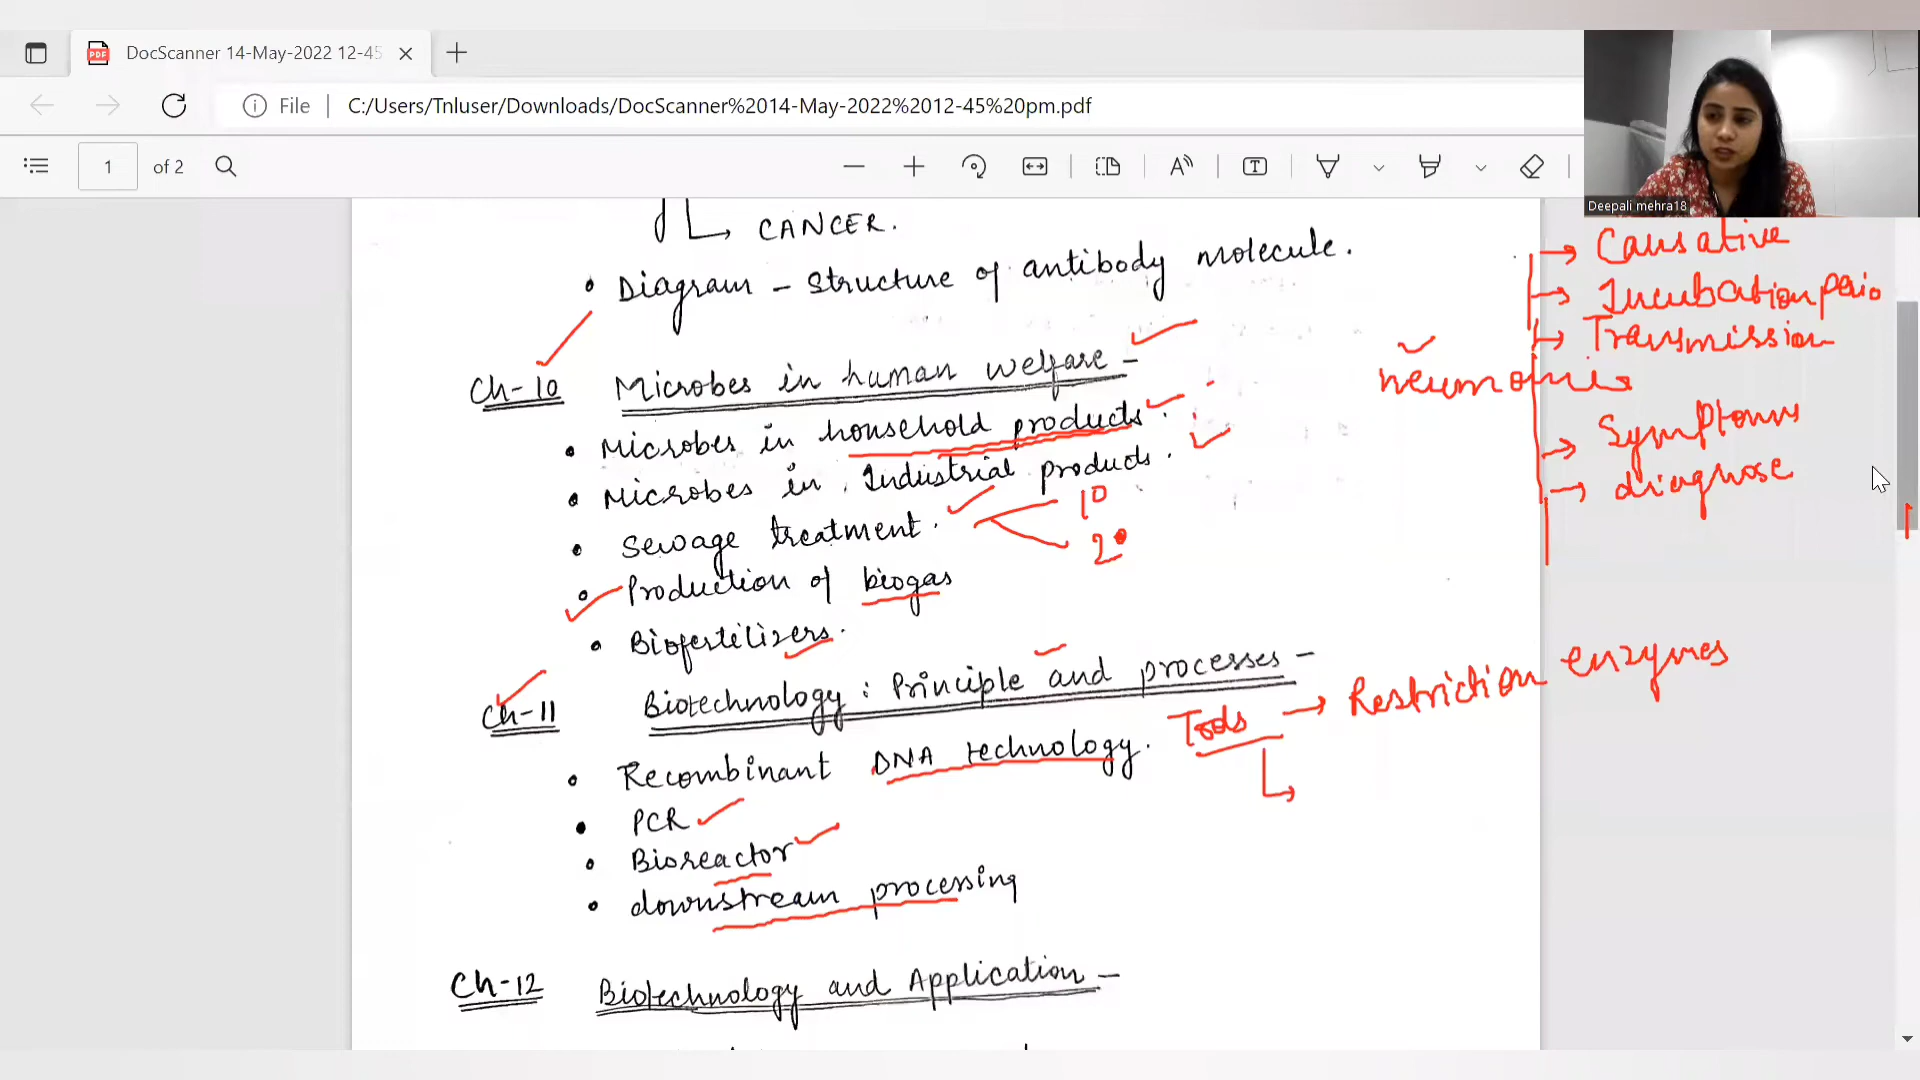 DocScanner 14-May-2022 12-45
File
C:/Users/Tnluser/Downloads/DocScanner%2014-May-2022%2012-45%20pm.pdf
1 of 2
Deepali mehra18
CANCER.
• Diagram - Structure of antibody molecule.
Ch-10 Microbes in human welfare -
• Microbes in household products.
• Microbes in Industrial products.
• Sewage treatment.
1°
2°
• Production of biogas
• Biofertilizers.
Ch-11 Biotechnology : Principle and processes -
• Recombinant DNA technology.
• PCR
• Bioreactor
• downstream processing
Ch-12 Biotechnology and Application -
→ Causative
→ Incubation perio
→ Transmission
neumonia
→ Symptoms
→ diagnose
Tools → Restriction enzymes